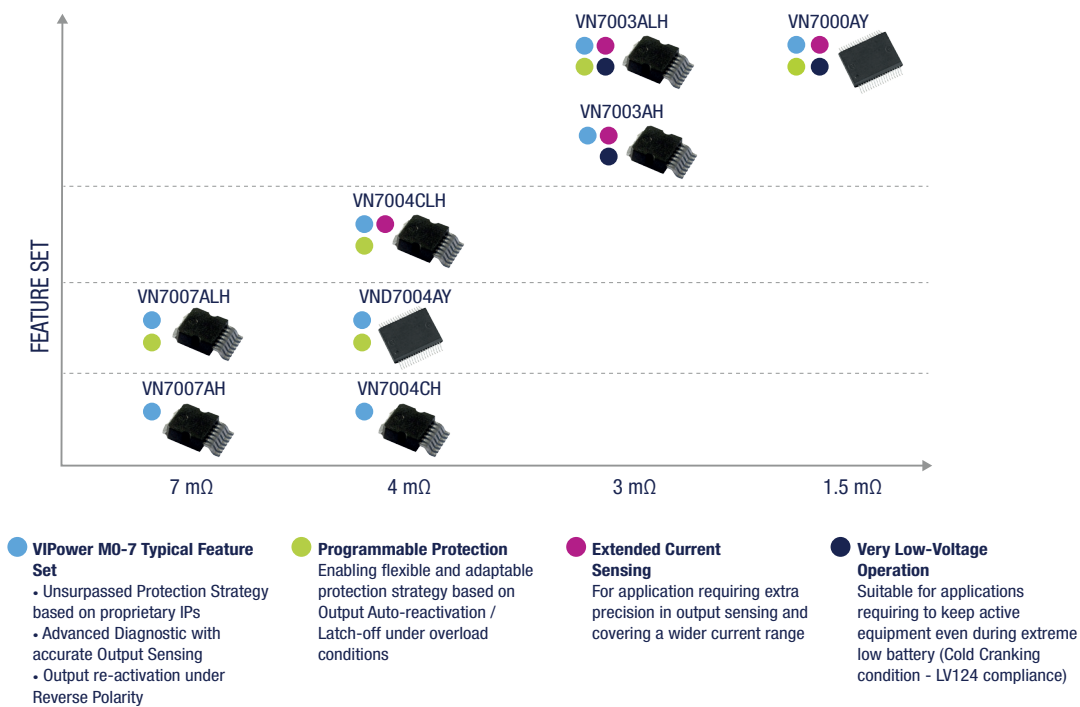 VN7003ALH
VN7000AY
VN7003AH
VN7004CLH
VN7007ALH
VND7004AY
VN7007AH
VN7004CH
FEATURE SET
7 mΩ
4 mΩ
3 mΩ
1.5 mΩ
VIPower M0-7 Typical Feature
Set
• Unsurpassed Protection Strategy
based on proprietary IPs
• Advanced Diagnostic with
accurate Output Sensing
• Output re-activation under
Reverse Polarity
Programmable Protection
Enabling flexible and adaptable
protection strategy based on
Output Auto-reactivation /
Latch-off under overload
conditions
Extended Current
Sensing
For application requiring extra
precision in output sensing and
covering a wider current range
Very Low-Voltage
Operation
Suitable for applications
requiring to keep active
equipment even during extreme
low battery (Cold Cranking
condition - LV124 compliance)